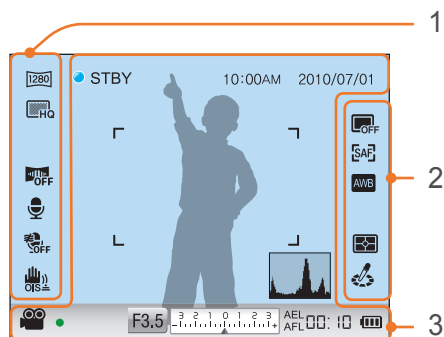 1
STBY 10:00AM 2010/07/01
1280
HQ
OFF
OFF
OIS
OFF
SAF
AWB
2
F3.5
3 2 1 0 1 2 3
- +
AEL
AFL
00:10
3